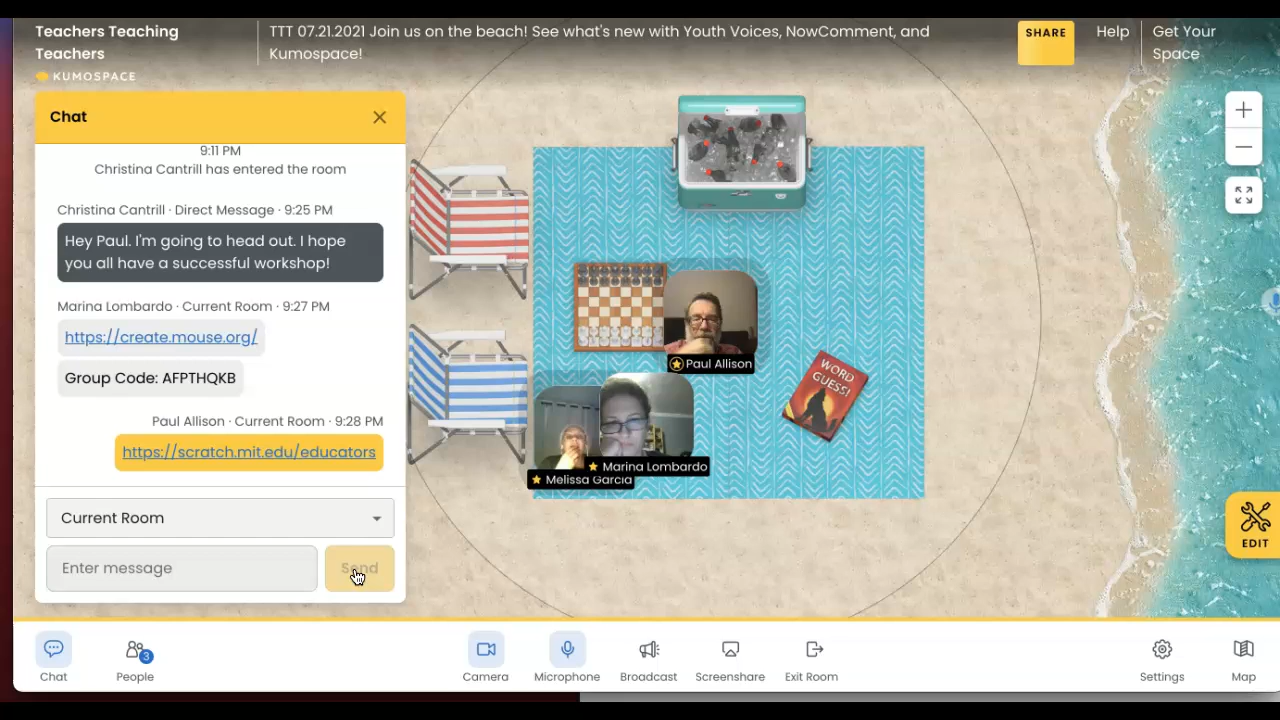 Teachers Teaching
Teachers
KUMOSPACE
TTT 07.21.2021 Join us on the beach! See what's new with Youth Voices, NowComment, and
Kumospace!
SHARE
Help
Get Your
Space
Chat
9:11 PM
Christina Cantrill has entered the room
Christina Cantrill · Direct Message · 9:25 PM
Hey Paul. I'm going to head out. I hope
you all have a successful workshop!
Marina Lombardo · Current Room · 9:27 PM
https://create.mouse.org/
Group Code: AFPTHQKB
Paul Allison · Current Room · 9:28 PM
https://scratch.mit.edu/educators
Current Room
Enter message
Send
Paul Allison
WORD
GUESS!
Marina Lombardo
Melissa Garcia
EDIT
Chat
3
People
Camera
Microphone
Broadcast
Screenshare
Exit Room
Settings
Map